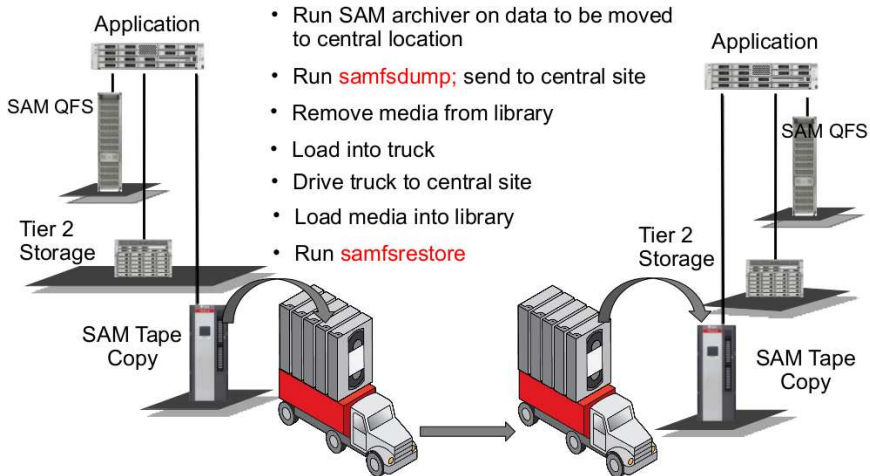 Application
SAM QFS
Tier 2
Storage
SAM Tape
Copy
• Run SAM archiver on data to be moved
to central location
• Run samfsdump; send to central site
• Remove media from library
• Load into truck
• Drive truck to central site
• Load media into library
• Run samfsrestore
Application
SAM QFS
Tier 2
Storage
SAM Tape
Copy